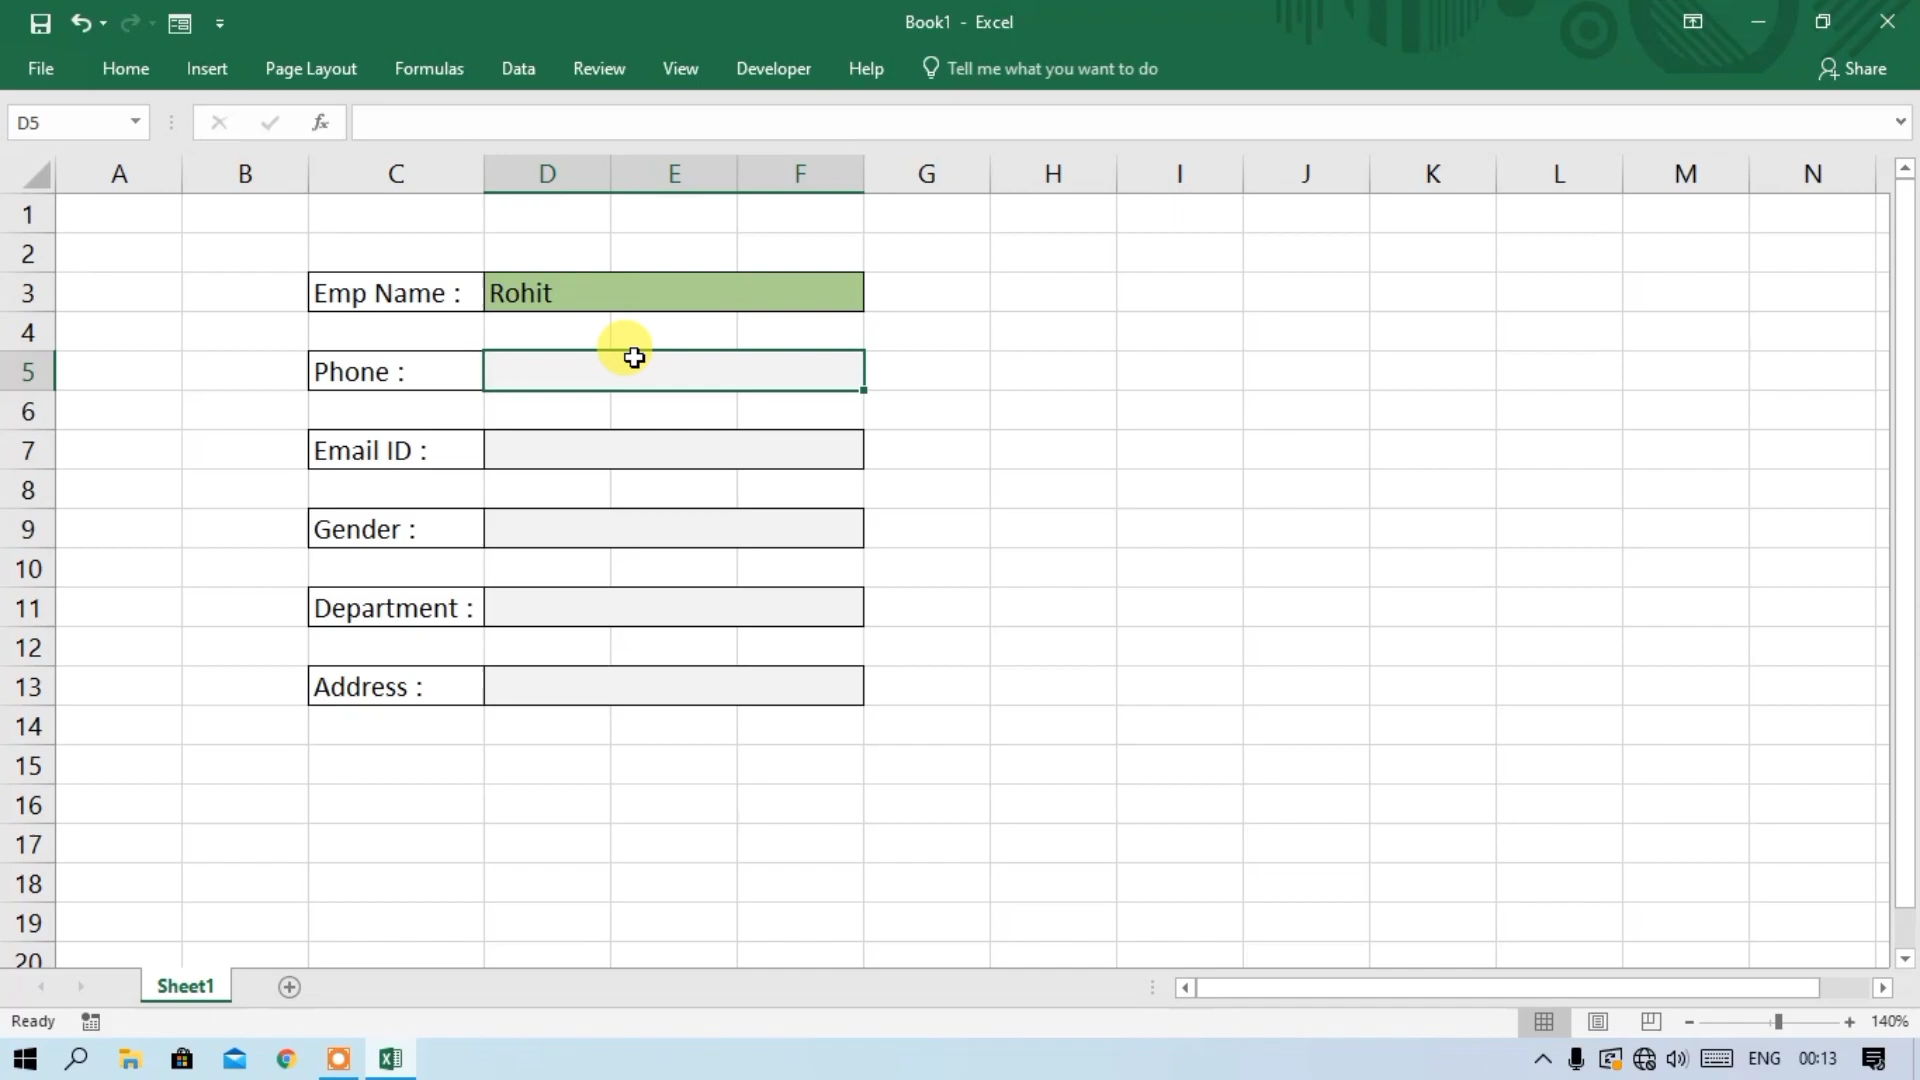 Book1 - Excel
File Home Insert Page Layout Formulas Data Review View Developer Help Tell me what you want to do Share
D5 fx
A B C D E F G H I J K L M N
1
2
3 Emp Name : Rohit
4
5 Phone :
6
7 Email ID :
8
9 Gender :
10
11 Department :
12
13 Address :
14
15
16
17
18
19
20
Sheet1
Ready 140%
ENG 00:13